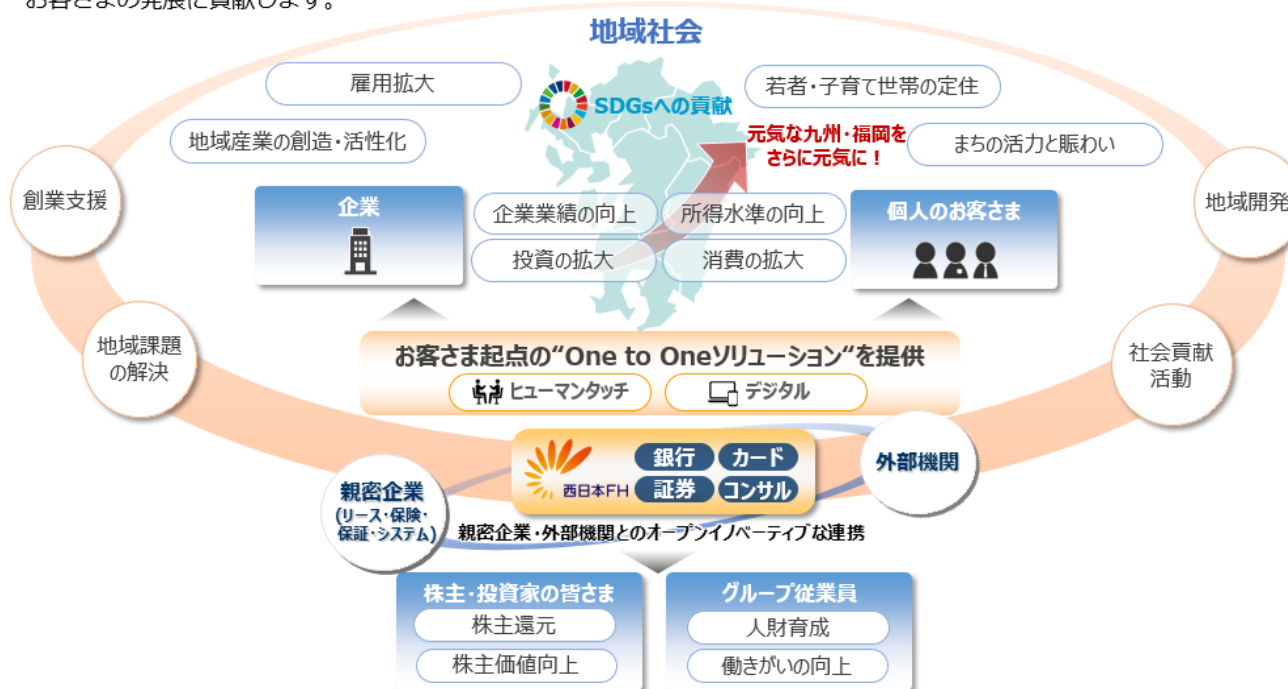 お客さまの発展に貢献します。
地域社会
雇用拡大
SDGsへの貢献
若者・子育て世帯の定住
地域産業の創造・活性化
元気な九州・福岡を
さらに元気に！
まちの活力と賑わい
創業支援
地域開発
企業
企業業績の向上
所得水準の向上
個人のお客さま
投資の拡大
消費の拡大
地域課題
の解決
お客さま起点の“One to Oneソリューション“を提供
社会貢献
活動
ヒューマンタッチ
デジタル
西日本FH
銀行
カード
証券
コンサル
外部機関
親密企業
(リース・保険・
保証・システム)
親密企業・外部機関とのオープンイノベーティブな連携
株主・投資家の皆さま
株主還元
株主価値向上
グループ従業員
人財育成
働きがいの向上